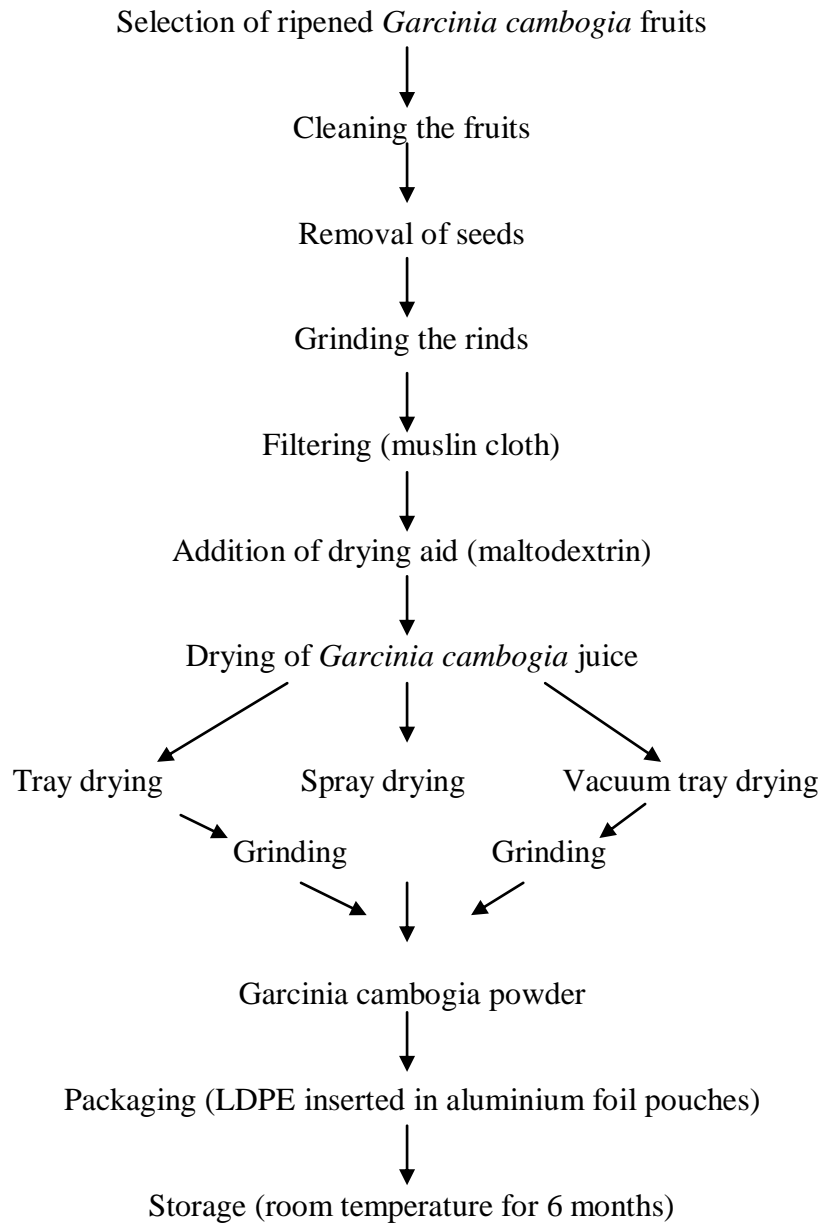 Selection of ripened Garcinia cambogia fruits
Cleaning the fruits
Removal of seeds
Grinding the rinds
Filtering (muslin cloth)
Addition of drying aid (maltodextrin)
Drying of Garcinia cambogia juice
Tray drying Spray drying Vacuum tray drying
Grinding Grinding
Garcinia cambogia powder
Packaging (LDPE inserted in aluminium foil pouches)
Storage (room temperature for 6 months)